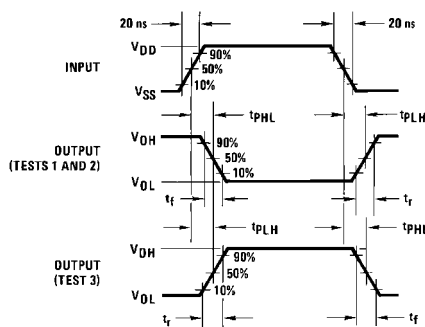 20 ns 20 ns
INPUT
VDD
90%
50%
10%
VSS
tPHL tPLH
OUTPUT
(TESTS 1 AND 2)
VOH
90%
50%
10%
VOL
tf tr
tPLH tPHL
OUTPUT
(TEST 3)
VOH
90%
50%
10%
VOL
tr tf